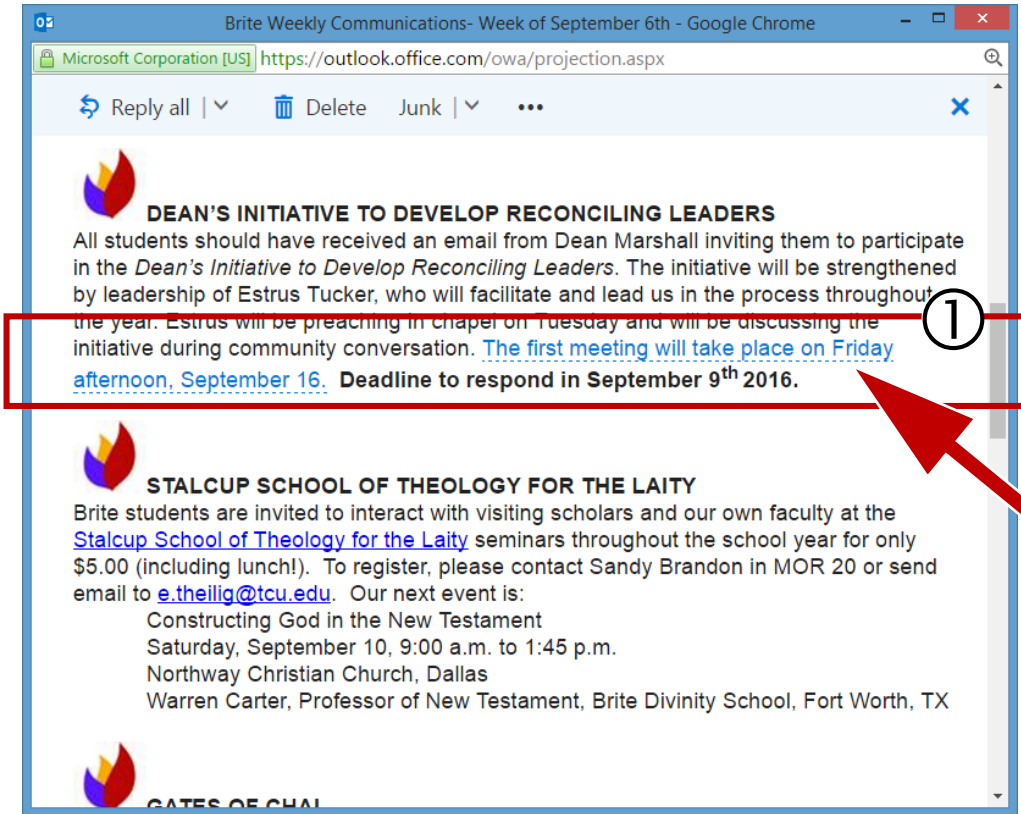 Brite Weekly Communications- Week of September 6th - Google Chrome
Microsoft Corporation [US] https://outlook.office.com/owa/projection.aspx
Reply all Delete Junk
DEAN'S INITIATIVE TO DEVELOP RECONCILING LEADERS
All students should have received an email from Dean Marshall inviting them to participate
in the Dean's Initiative to Develop Reconciling Leaders. The initiative will be strengthened
by leadership of Estrus Tucker, who will facilitate and lead us in the process throughout
the year. Estrus will be preaching in chapel on Tuesday and will be discussing the
①
initiative during community conversation. The first meeting will take place on Friday
afternoon, September 16. Deadline to respond in September 9th 2016.
STALCUP SCHOOL OF THEOLOGY FOR THE LAITY
Brite students are invited to interact with visiting scholars and our own faculty at the
Stalcup School of Theology for the Laity seminars throughout the school year for only
$5.00 (including lunch!). To register, please contact Sandy Brandon in MOR 20 or send
email to e.theilig@tcu.edu. Our next event is:
Constructing God in the New Testament
Saturday, September 10, 9:00 a.m. to 1:45 p.m.
Northway Christian Church, Dallas
Warren Carter, Professor of New Testament, Brite Divinity School, Fort Worth, TX
GATES OF CHAI